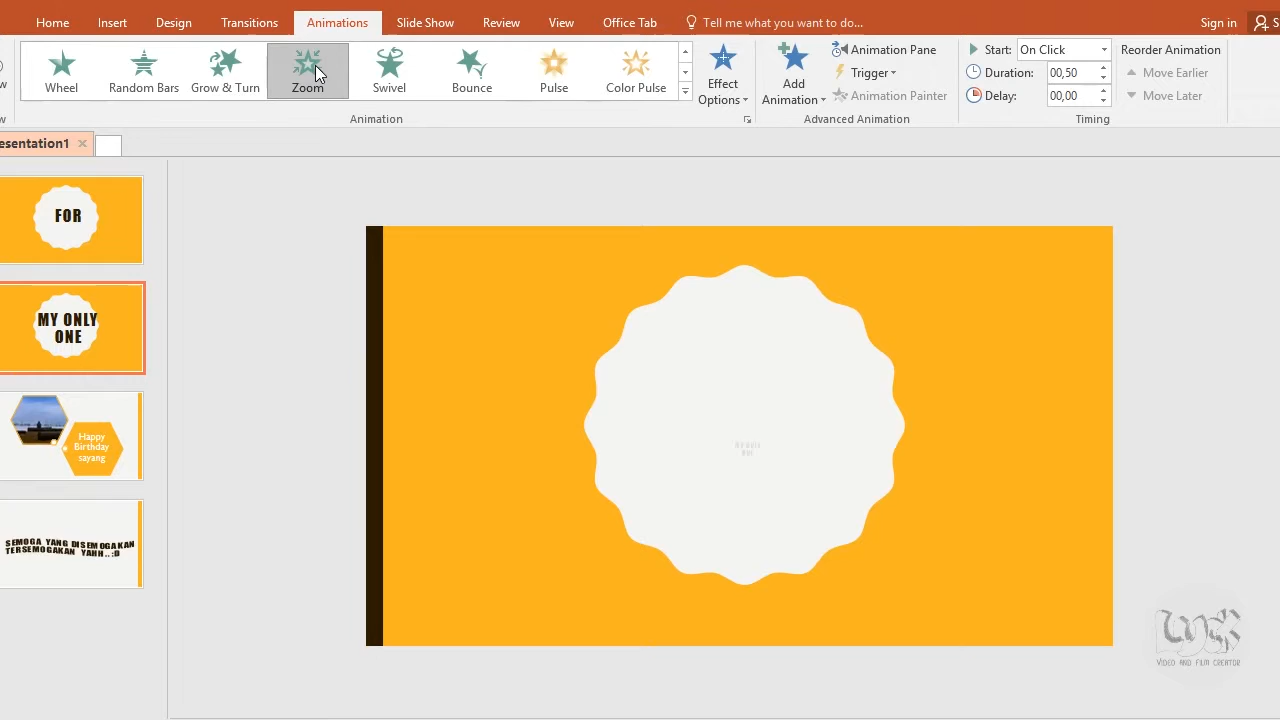 Home Insert Design Transitions Animations Slide Show Review View Office Tab Tell me what you want to do... Sign in
Wheel Random Bars Grow & Turn Zoom Swivel Bounce Pulse Color Pulse
Effect
Options
Add
Animation
Animation Pane
Trigger
Animation Painter
Start: On Click
Duration: 00,50
Delay: 00,00
Reorder Animation
Move Earlier
Move Later
Animation Advanced Animation Timing
esentation1
FOR
MY ONLY
ONE
Happy
Birthday
sayang
SEMOGA YANG DISEMOGAKAN
TERSEMOGAKAN YAHH..:D
MY ONLY
ONE
VIDEO AND FILM CREATOR